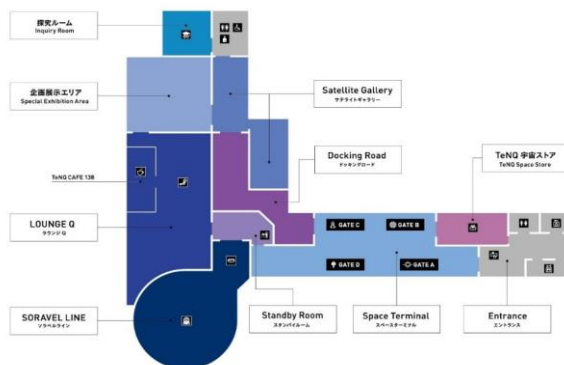 探究ルーム
Inquiry Room
企画展示エリア
Special Exhibition Area
Satellite Gallery
サテライトギャラリー
Docking Road
ドッキングロード
TeNQ 宇宙ストア
TeNQ Space Store
TeNQ CAFE 138
GATE C
GATE B
LOUNGE Q
ラウンジ Q
GATE D
GATE A
SORAVEL LINE
ソラベルライン
Standby Room
スタンバイルーム
Space Terminal
スペースターミナル
Entrance
エントランス